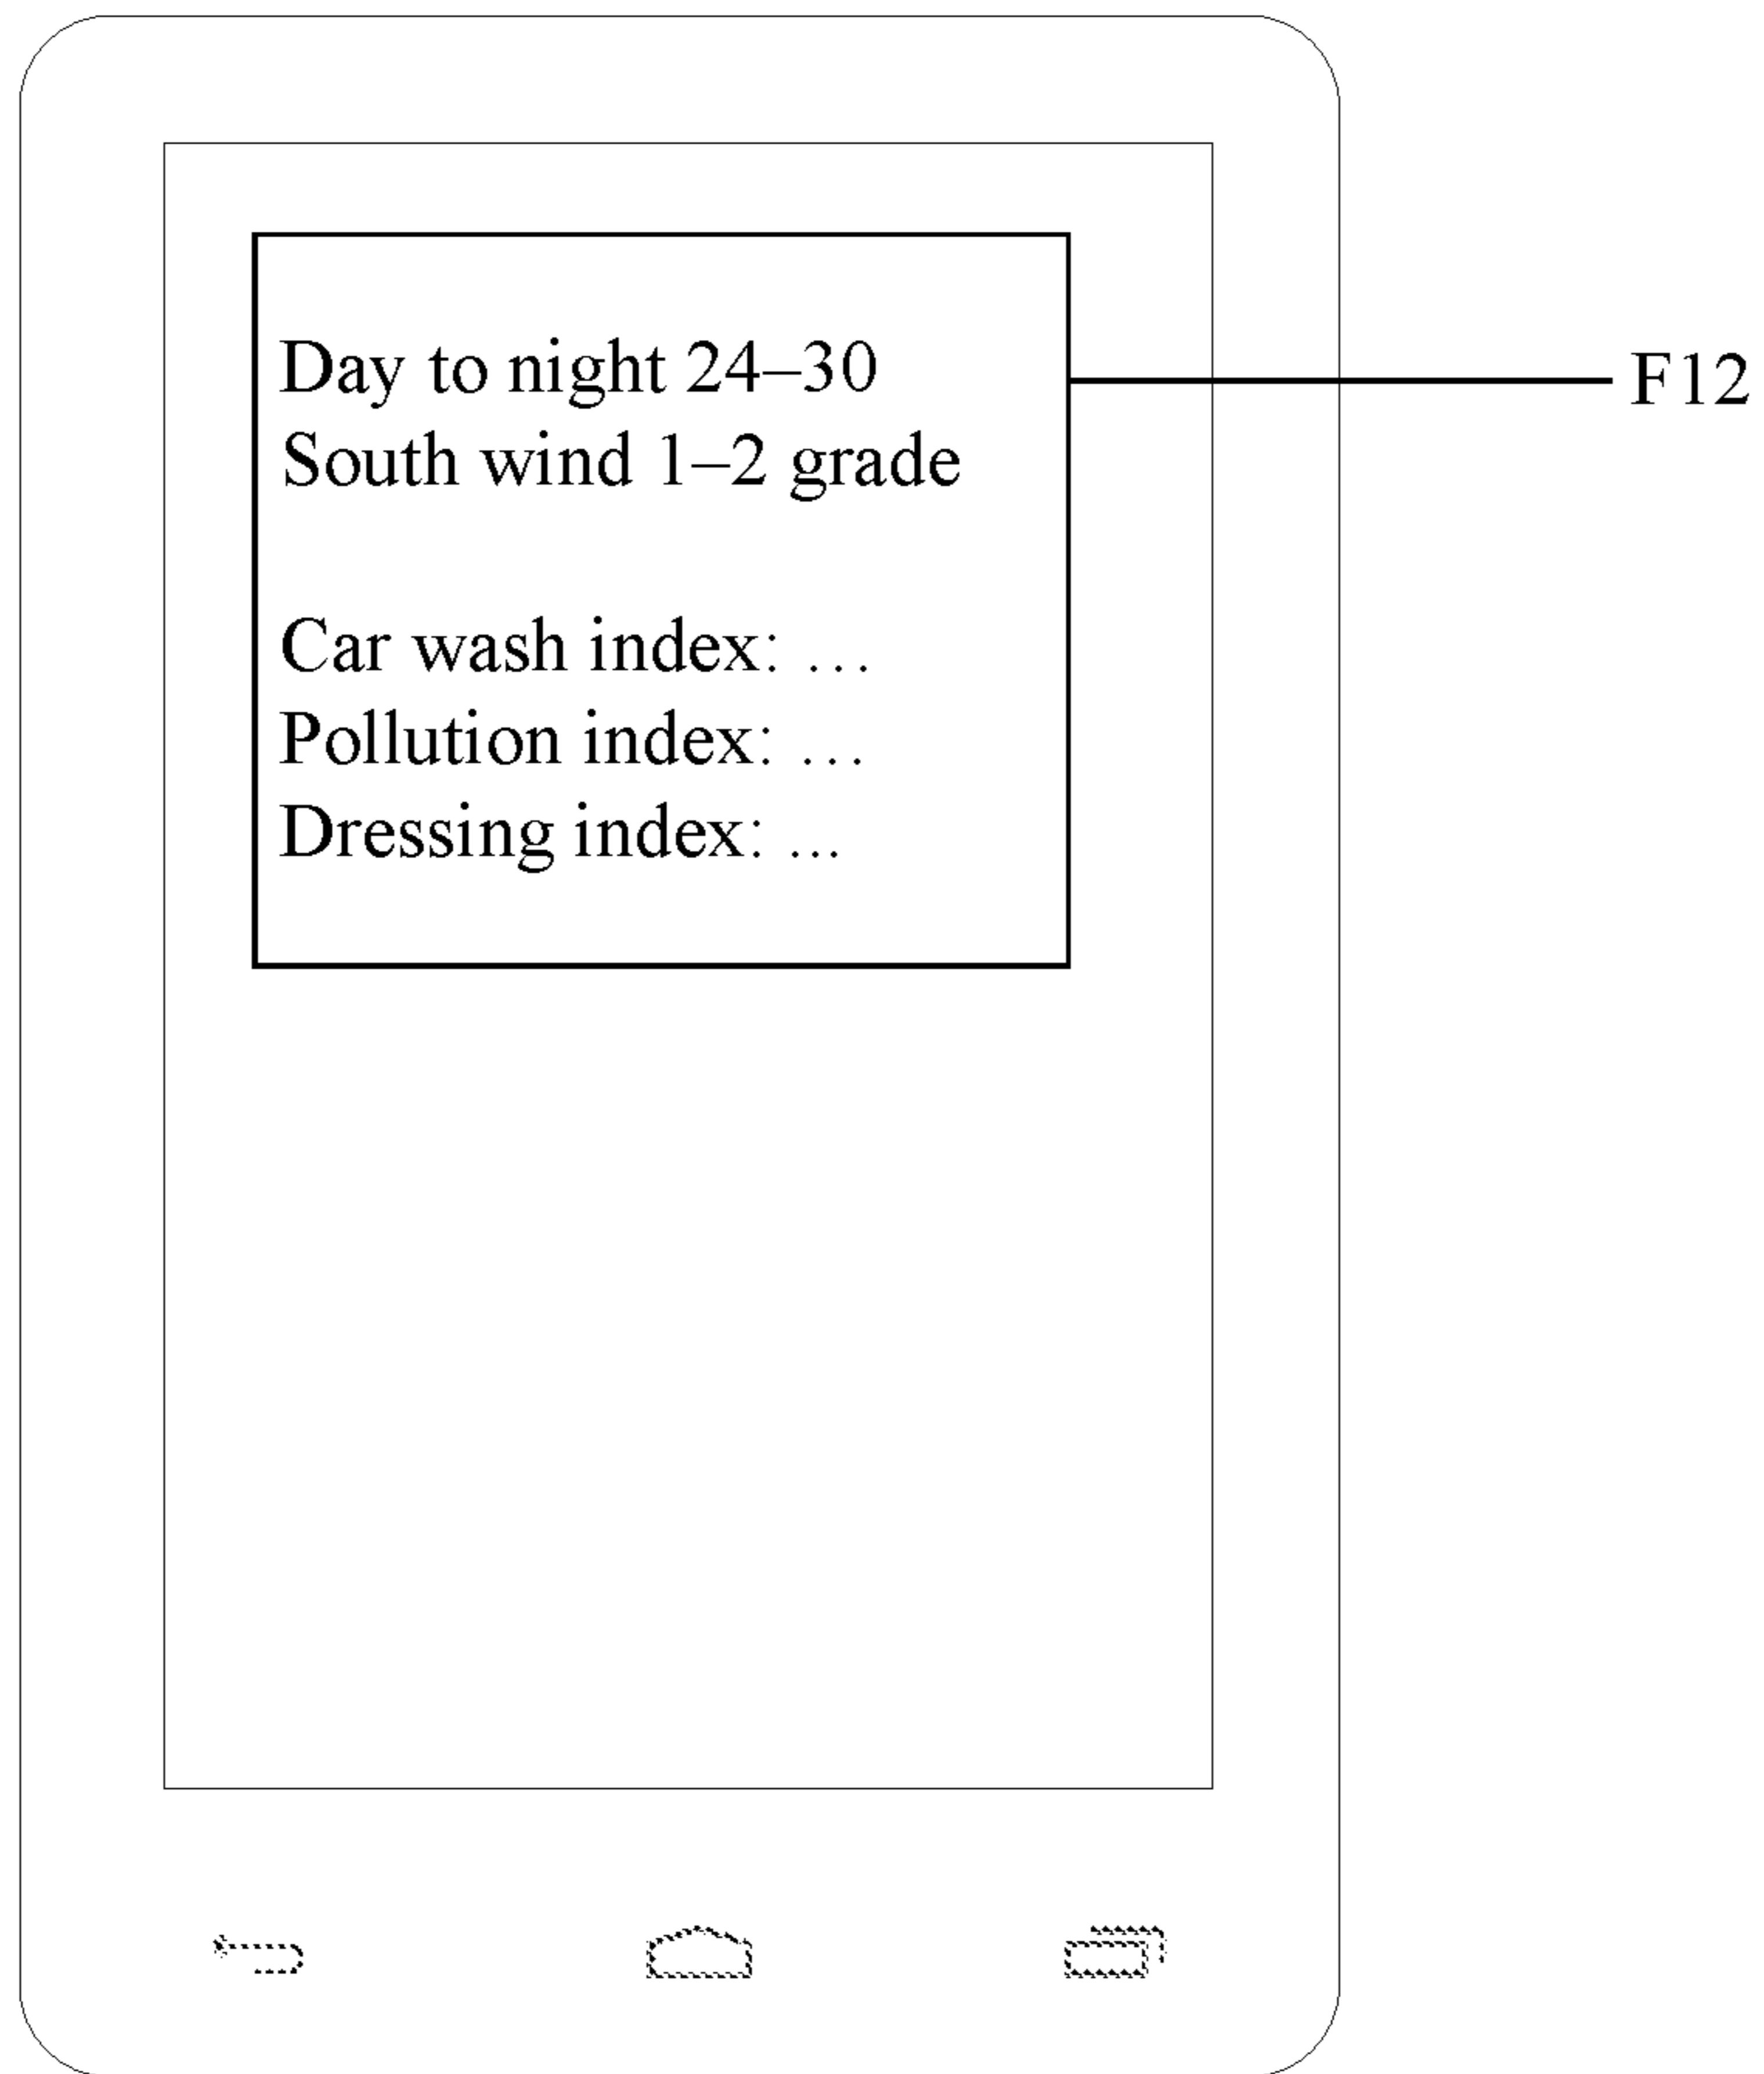 Day to night 24–30
South wind 1–2 grade
Car wash index: …
Pollution index: …
Dressing index: ...
F12